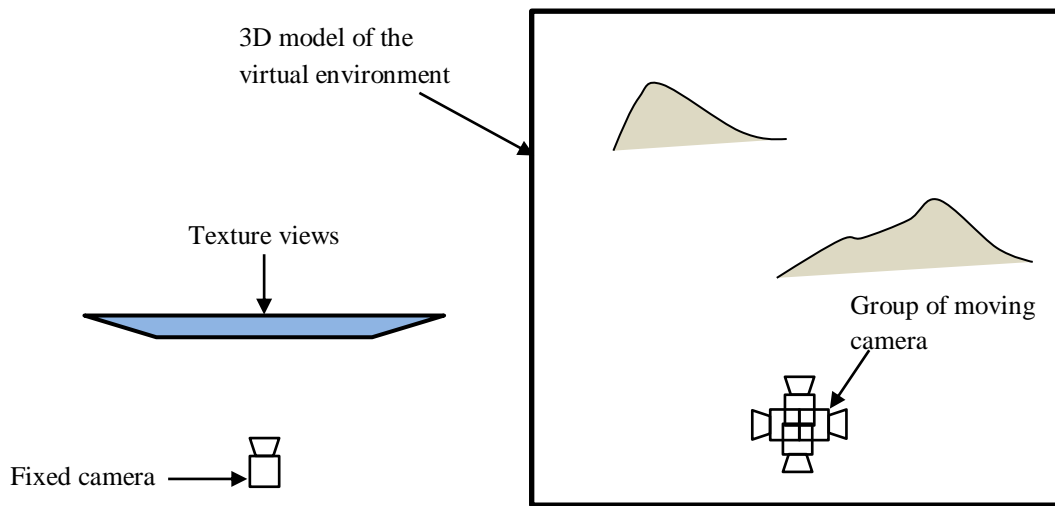 3D model of the
virtual environment
Texture views
Group of moving
camera
Fixed camera